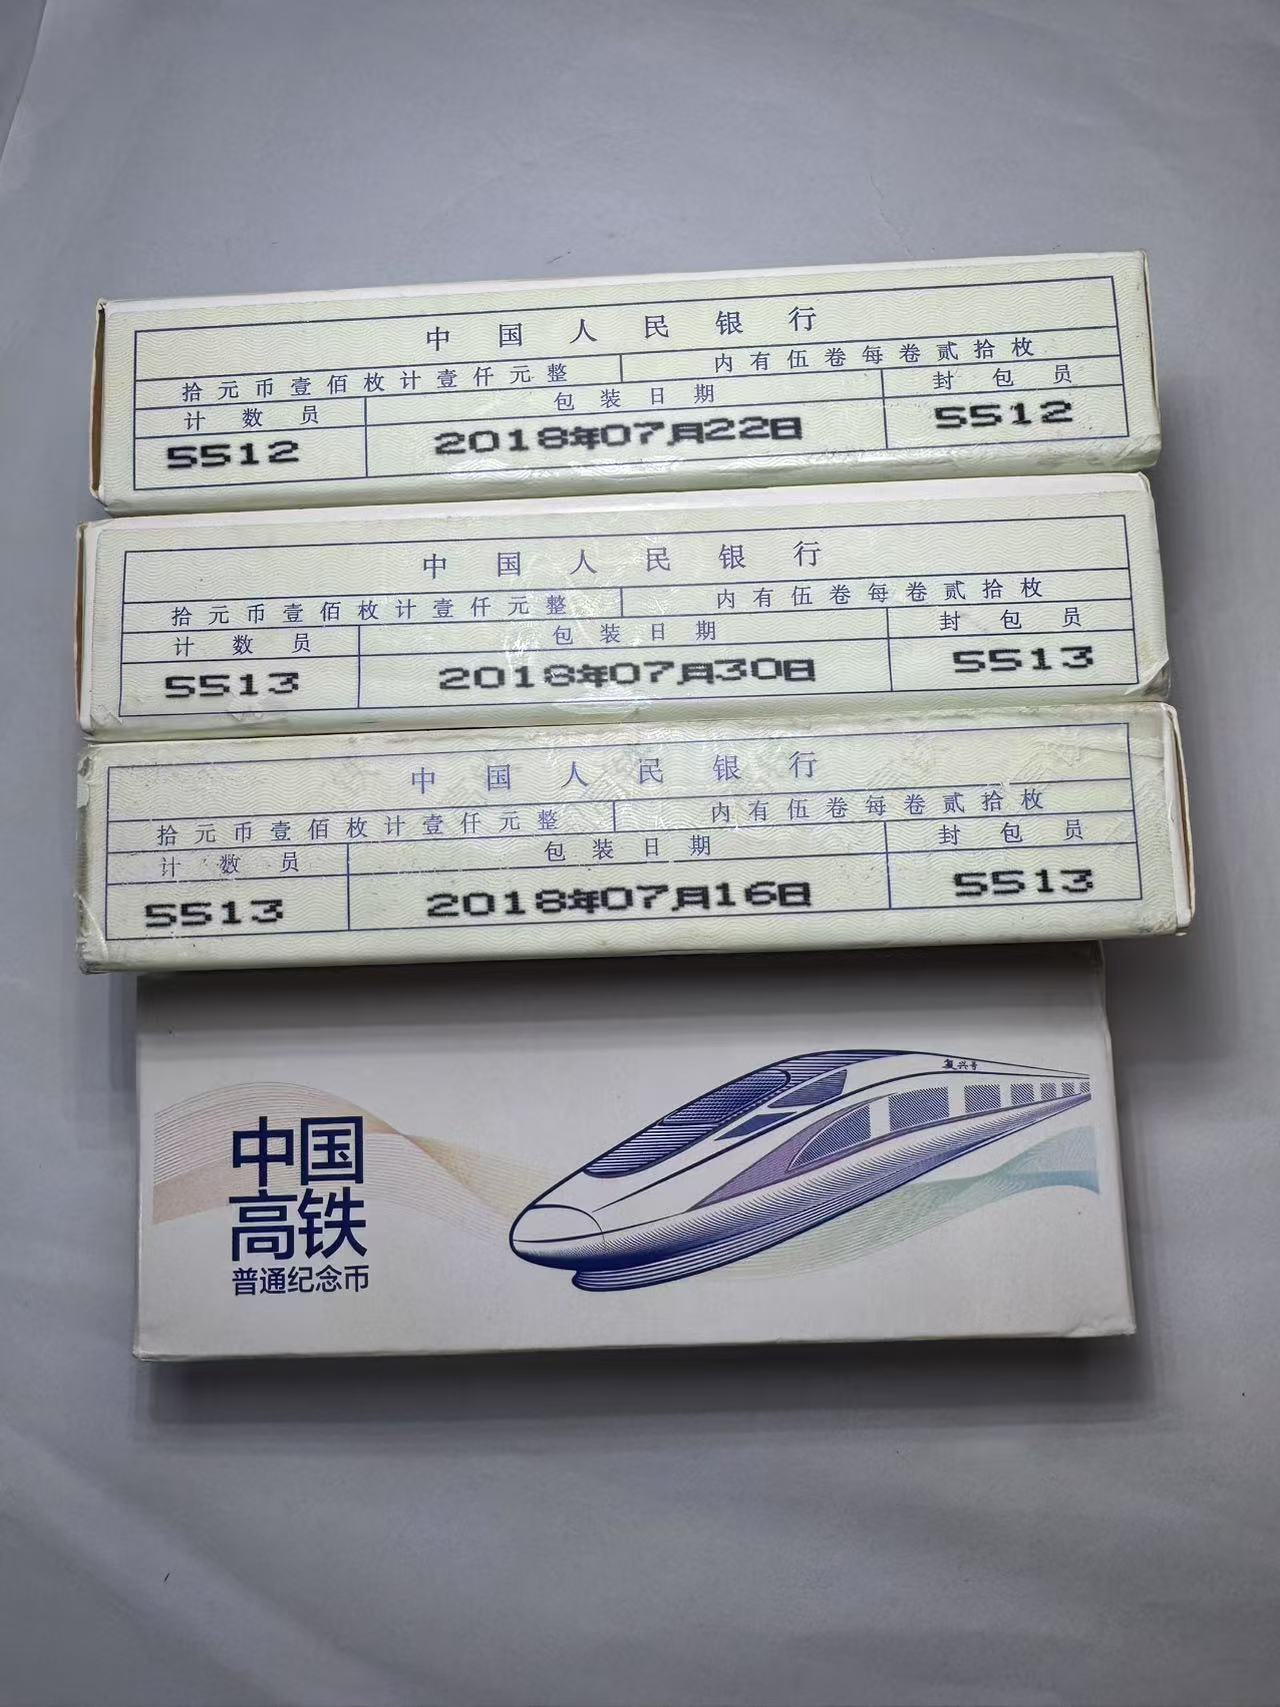 中国人民银行
拾元币壹佰枚计壹仟元整 内有伍卷每卷贰拾枚
计数员 包装日期 封包员
5512 2018年07月22日 5512
中国人民银行
拾元币壹佰枚计壹仟元整 内有伍卷每卷贰拾枚
计数员 包装日期 封包员
5513 2018年07月30日 5513
中国人民银行
拾元币壹佰枚计壹仟元整 内有伍卷每卷贰拾枚
计数员 包装日期 封包员
5513 2018年07月16日 5513
复兴号
中国
高铁
普通纪念币